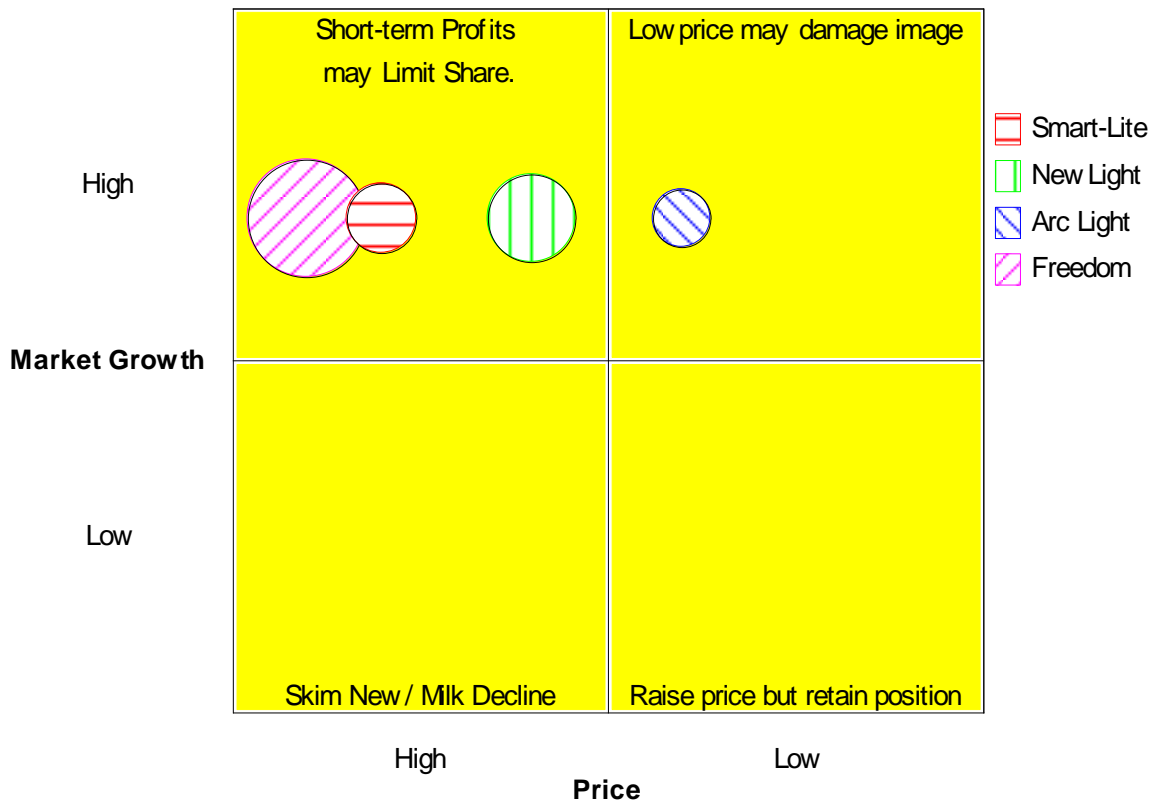 Short-term Profits
may Limit Share.
Low price may damage image
Smart-Lite
New Light
Arc Light
Freedom
High
Market Growth
Low
Skim New / Milk Decline
Raise price but retain position
High
Low
Price